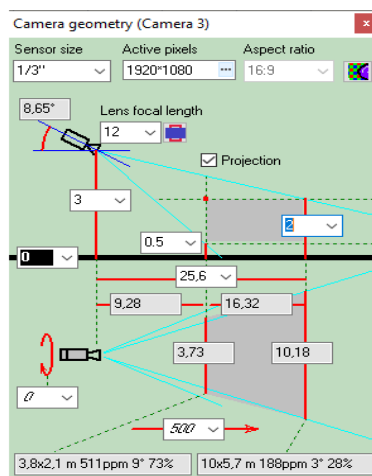 Camera geometry (Camera 3)
Sensor size Active pixels Aspect ratio
1/3'' 1920*1080 ... 16:9
8,65° Lens focal length
12
Projection
3
2
0.5
0
25,6
9,28 16,32
3,73 10,18
0
500
3,8x2,1 m 511ppm 9° 73% 10x5,7 m 188ppm 3° 28%